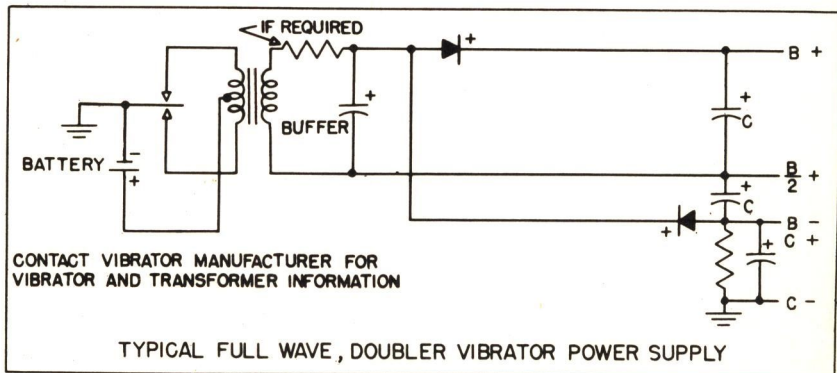 IF REQUIRED
B +
+
+
+
C
BUFFER
-
BATTERY
+
B/2 +
+
C
B -
+
C +
+
CONTACT VIBRATOR MANUFACTURER FOR
VIBRATOR AND TRANSFORMER INFORMATION
C -
TYPICAL FULL WAVE, DOUBLER VIBRATOR POWER SUPPLY